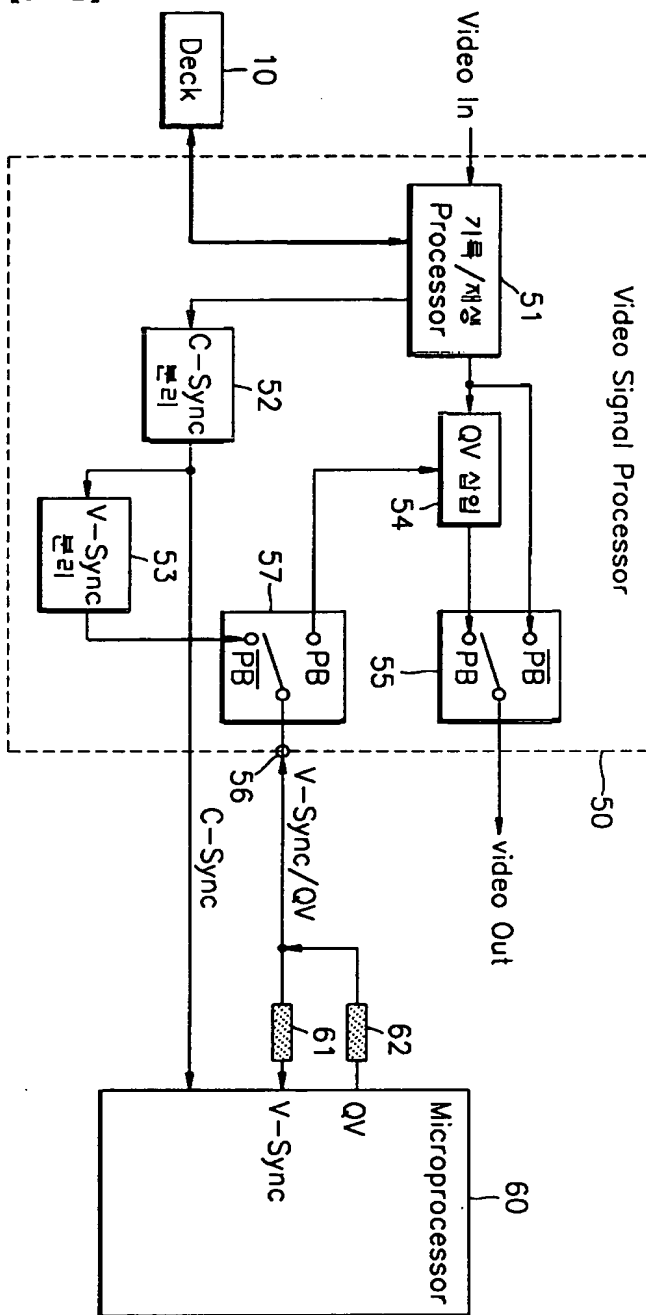 Video Signal Processor
50
Video In
기록/재생
Processor
51
QV 삽입
54
P̅B̅
PB
55
video Out
10
Deck
C-Sync
분리
52
V-Sync
분리
53
57
PB
P̅B̅
56
V-Sync/QV
C-Sync
62
61
Microprocessor
60
QV
V-Sync